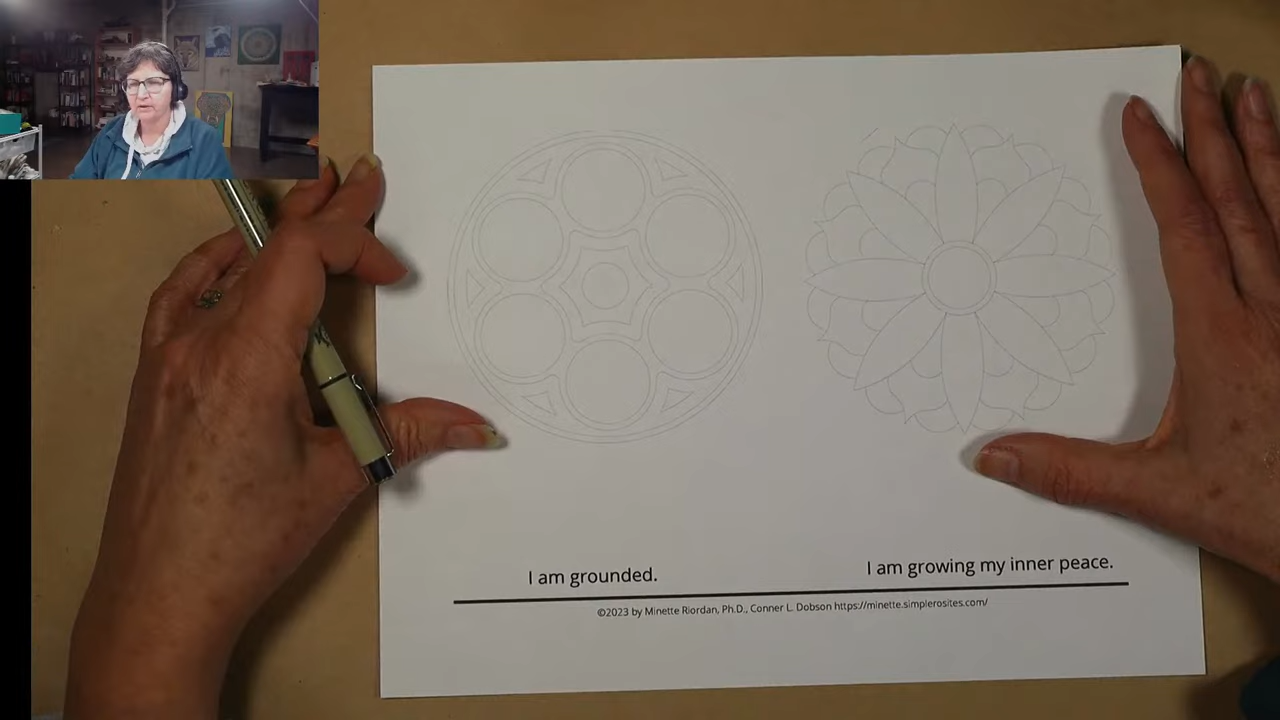 I am grounded.
I am growing my inner peace.
©2023 by Minette Riordan, Ph.D., Conner L. Dobson https://minette.simplerosites.com/